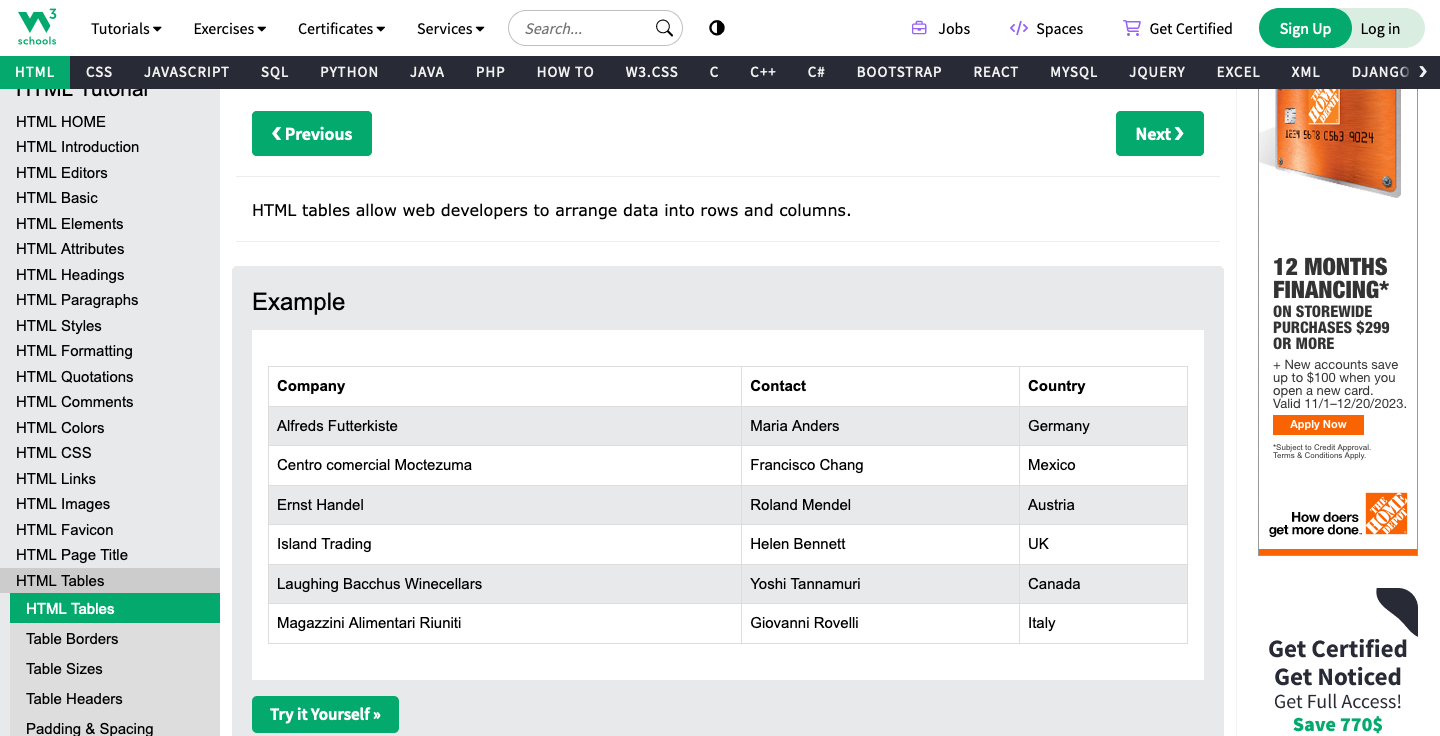 W3
schools
Tutorials
Exercises
Certificates
Services
Search...
Jobs
Spaces
Get Certified
Sign Up
Log in
HTML
CSS
JAVASCRIPT
SQL
PYTHON
JAVA
PHP
HOW TO
W3.CSS
C
C++
C#
BOOTSTRAP
REACT
MYSQL
JQUERY
EXCEL
XML
DJANGO
❯
HTML Tutorial
HTML HOME
HTML Introduction
HTML Editors
HTML Basic
HTML Elements
HTML Attributes
HTML Headings
HTML Paragraphs
HTML Styles
HTML Formatting
HTML Quotations
HTML Comments
HTML Colors
HTML CSS
HTML Links
HTML Images
HTML Favicon
HTML Page Title
HTML Tables
HTML Tables
Table Borders
Table Sizes
Table Headers
Padding & Spacing
❮ Previous
Next ❯
HTML tables allow web developers to arrange data into rows and columns.
Example
Company Contact Country
Alfreds Futterkiste Maria Anders Germany
Centro comercial Moctezuma Francisco Chang Mexico
Ernst Handel Roland Mendel Austria
Island Trading Helen Bennett UK
Laughing Bacchus Winecellars Yoshi Tannamuri Canada
Magazzini Alimentari Riuniti Giovanni Rovelli Italy
Try it Yourself »
DEPOT
1234 5678 C563 9024
12 MONTHS
FINANCING*
ON STOREWIDE
PURCHASES $299
OR MORE
+ New accounts save
up to $100 when you
open a new card.
Valid 11/1–12/20/2023.
Apply Now
*Subject to Credit Approval.
Terms & Conditions Apply.
How doers
get more done.
THE
HOME
DEPOT
Get Certified
Get Noticed
Get Full Access!
Save 770$